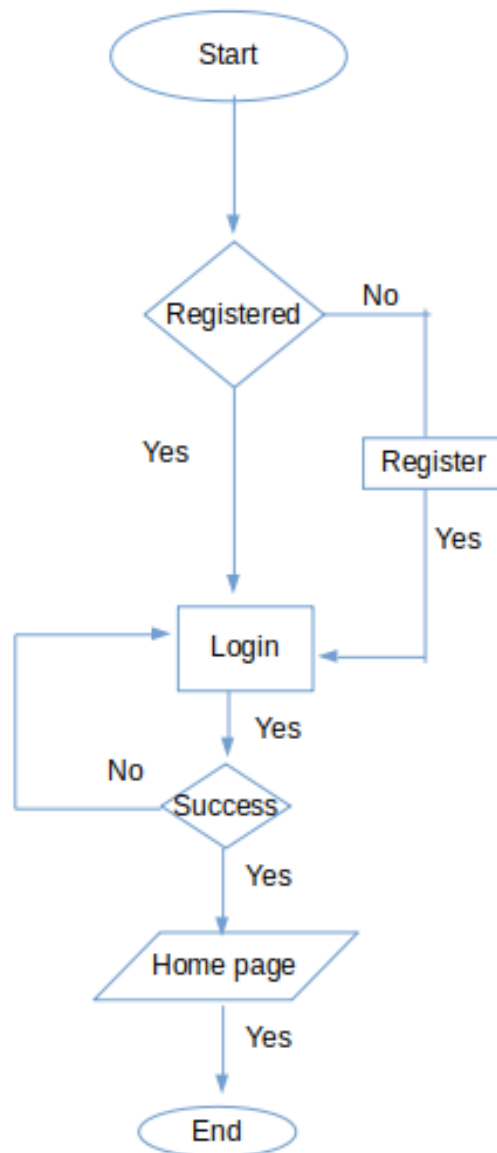 Start
Registered
No
Yes
Register
Yes
Login
Yes
No
Success
Yes
Home page
Yes
End